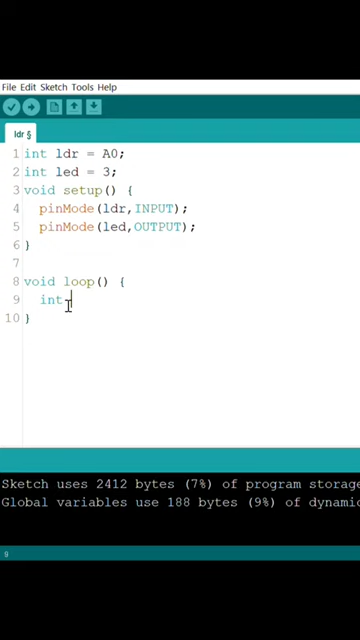 File Edit Sketch Tools Help
ldr §
1 int ldr = A0;
2 int led = 3;
3 void setup() {
4 pinMode(ldr,INPUT);
5 pinMode(led,OUTPUT);
6 }
7
8 void loop() {
9 int
10 }
Sketch uses 2412 bytes (7%) of program storage
Global variables use 188 bytes (9%) of dynamic
9